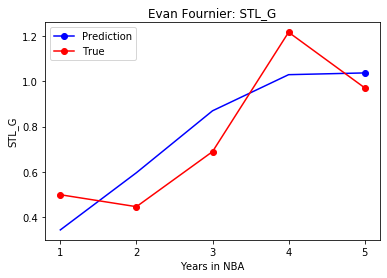 Evan Fournier: STL_G
Prediction
True
STL_G
1.2
1.0
0.8
0.6
0.4
1 2 3 4 5
Years in NBA